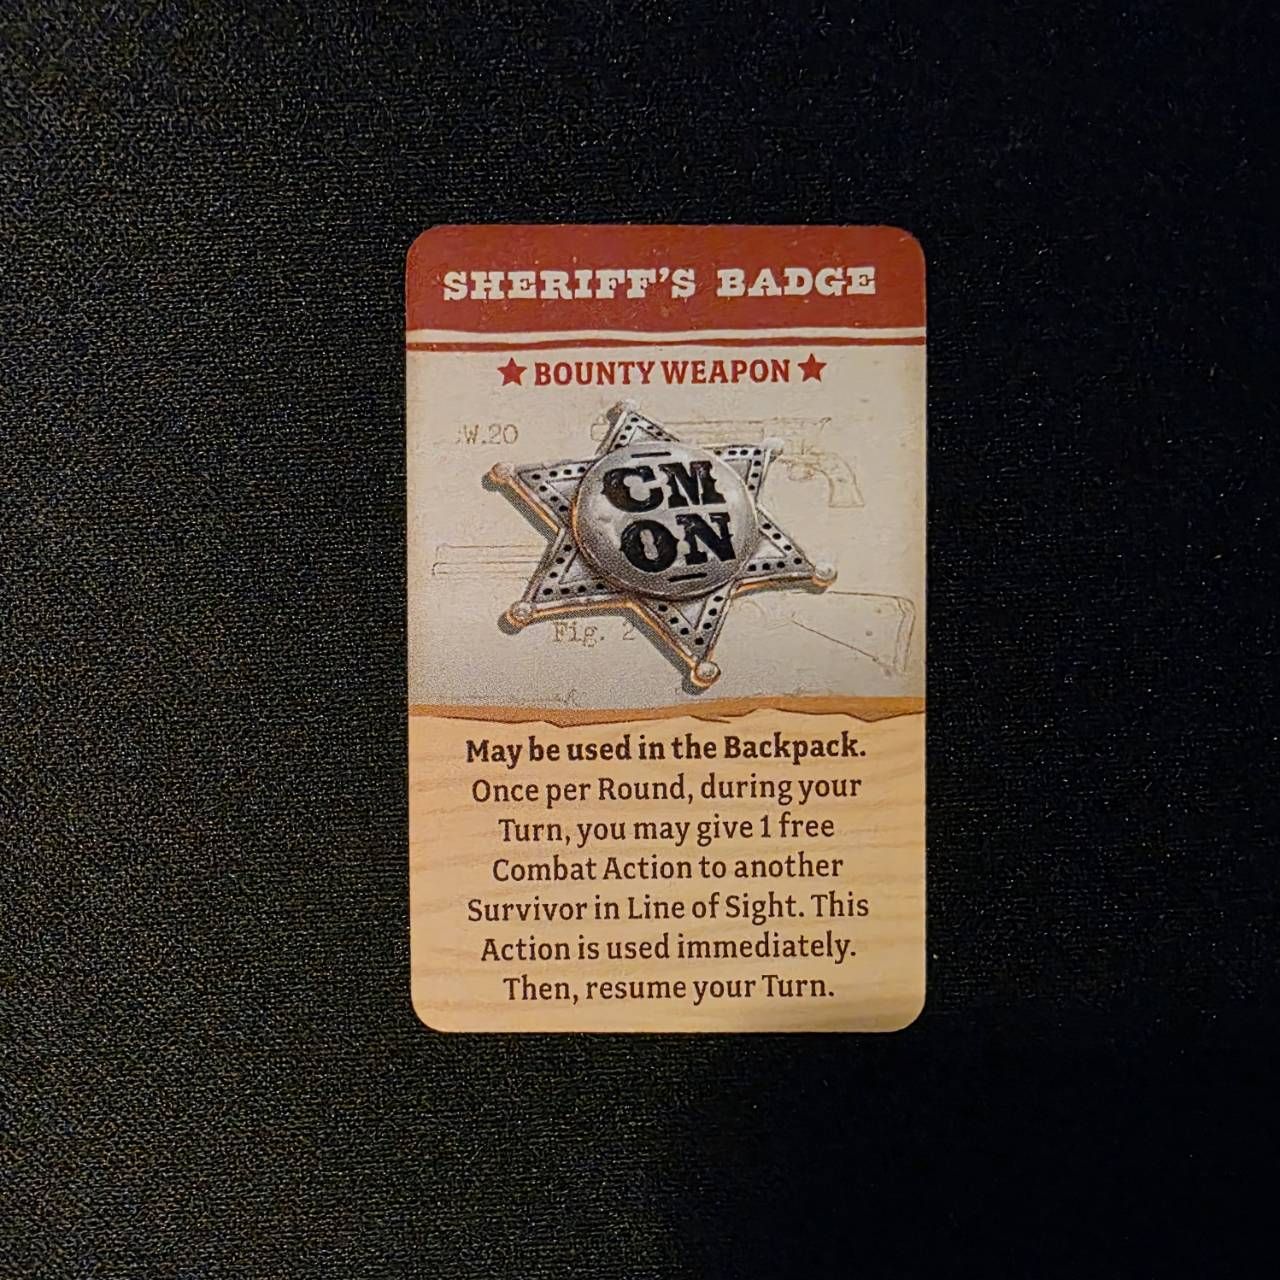 SHERIFF'S BADGE
★ BOUNTY WEAPON ★
W.20
CM
ON
Fig. 2
May be used in the Backpack.
Once per Round, during your
Turn, you may give 1 free
Combat Action to another
Survivor in Line of Sight. This
Action is used immediately.
Then, resume your Turn.